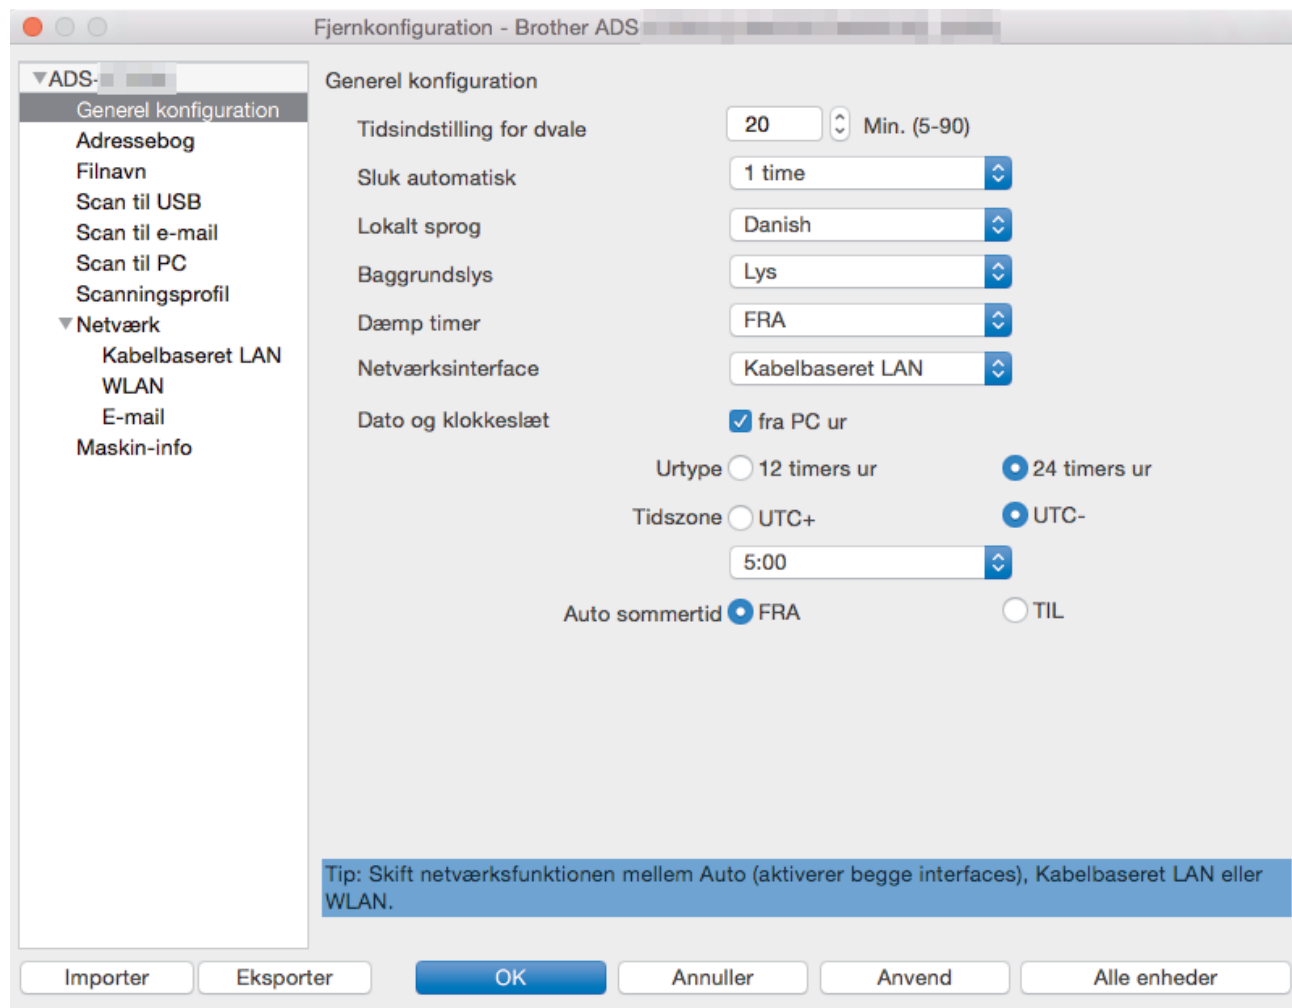 Fjernkonfiguration - Brother ADS
ADS-
Generel konfiguration
Adressebog
Filnavn
Scan til USB
Scan til e-mail
Scan til PC
Scanningsprofil
Netværk
Kabelbaseret LAN
WLAN
E-mail
Maskin-info
Generel konfiguration
Tidsindstilling for dvale 20 Min. (5-90)
Sluk automatisk 1 time
Lokalt sprog Danish
Baggrundslys Lys
Dæmp timer FRA
Netværksinterface Kabelbaseret LAN
Dato og klokkeslæt fra PC ur
Urtype 12 timers ur 24 timers ur
Tidszone UTC+ UTC-
5:00
Auto sommertid FRA TIL
Tip: Skift netværksfunktionen mellem Auto (aktiverer begge interfaces), Kabelbaseret LAN eller
WLAN.
Importer Eksporter OK Annuller Anvend Alle enheder